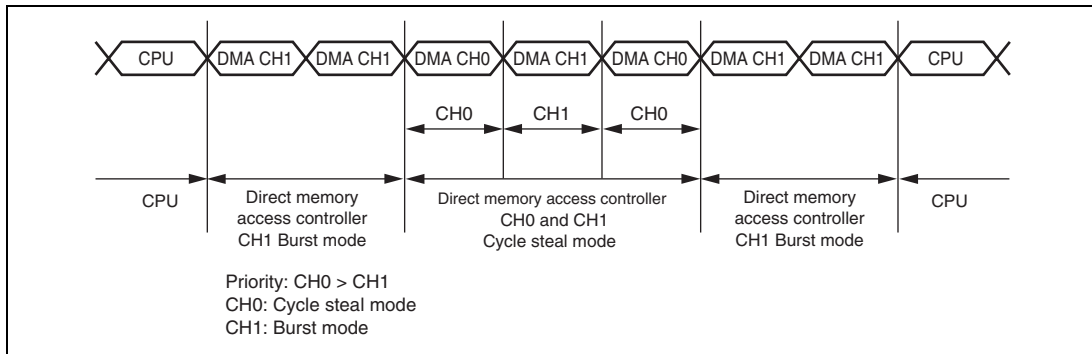 CPU DMA CH1 DMA CH1 DMA CH0 DMA CH1 DMA CH0 DMA CH1 DMA CH1 CPU
CH0 CH1 CH0
CPU
Direct memory
access controller
CH1 Burst mode
Direct memory access controller
CH0 and CH1
Cycle steal mode
Direct memory
access controller
CH1 Burst mode
CPU
Priority: CH0 > CH1
CH0: Cycle steal mode
CH1: Burst mode